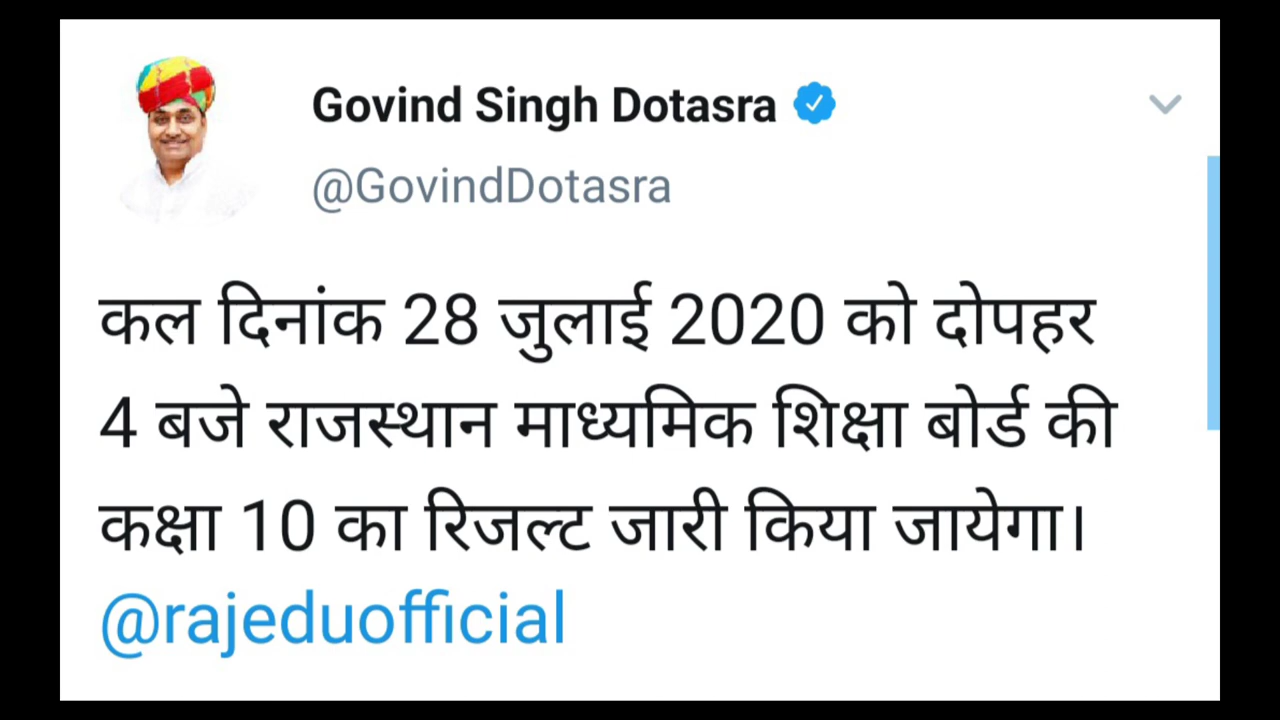 Govind Singh Dotasra
@GovindDotasra
कल दिनांक 28 जुलाई 2020 को दोपहर
4 बजे राजस्थान माध्यमिक शिक्षा बोर्ड की
कक्षा 10 का रिजल्ट जारी किया जायेगा।
@rajeduofficial